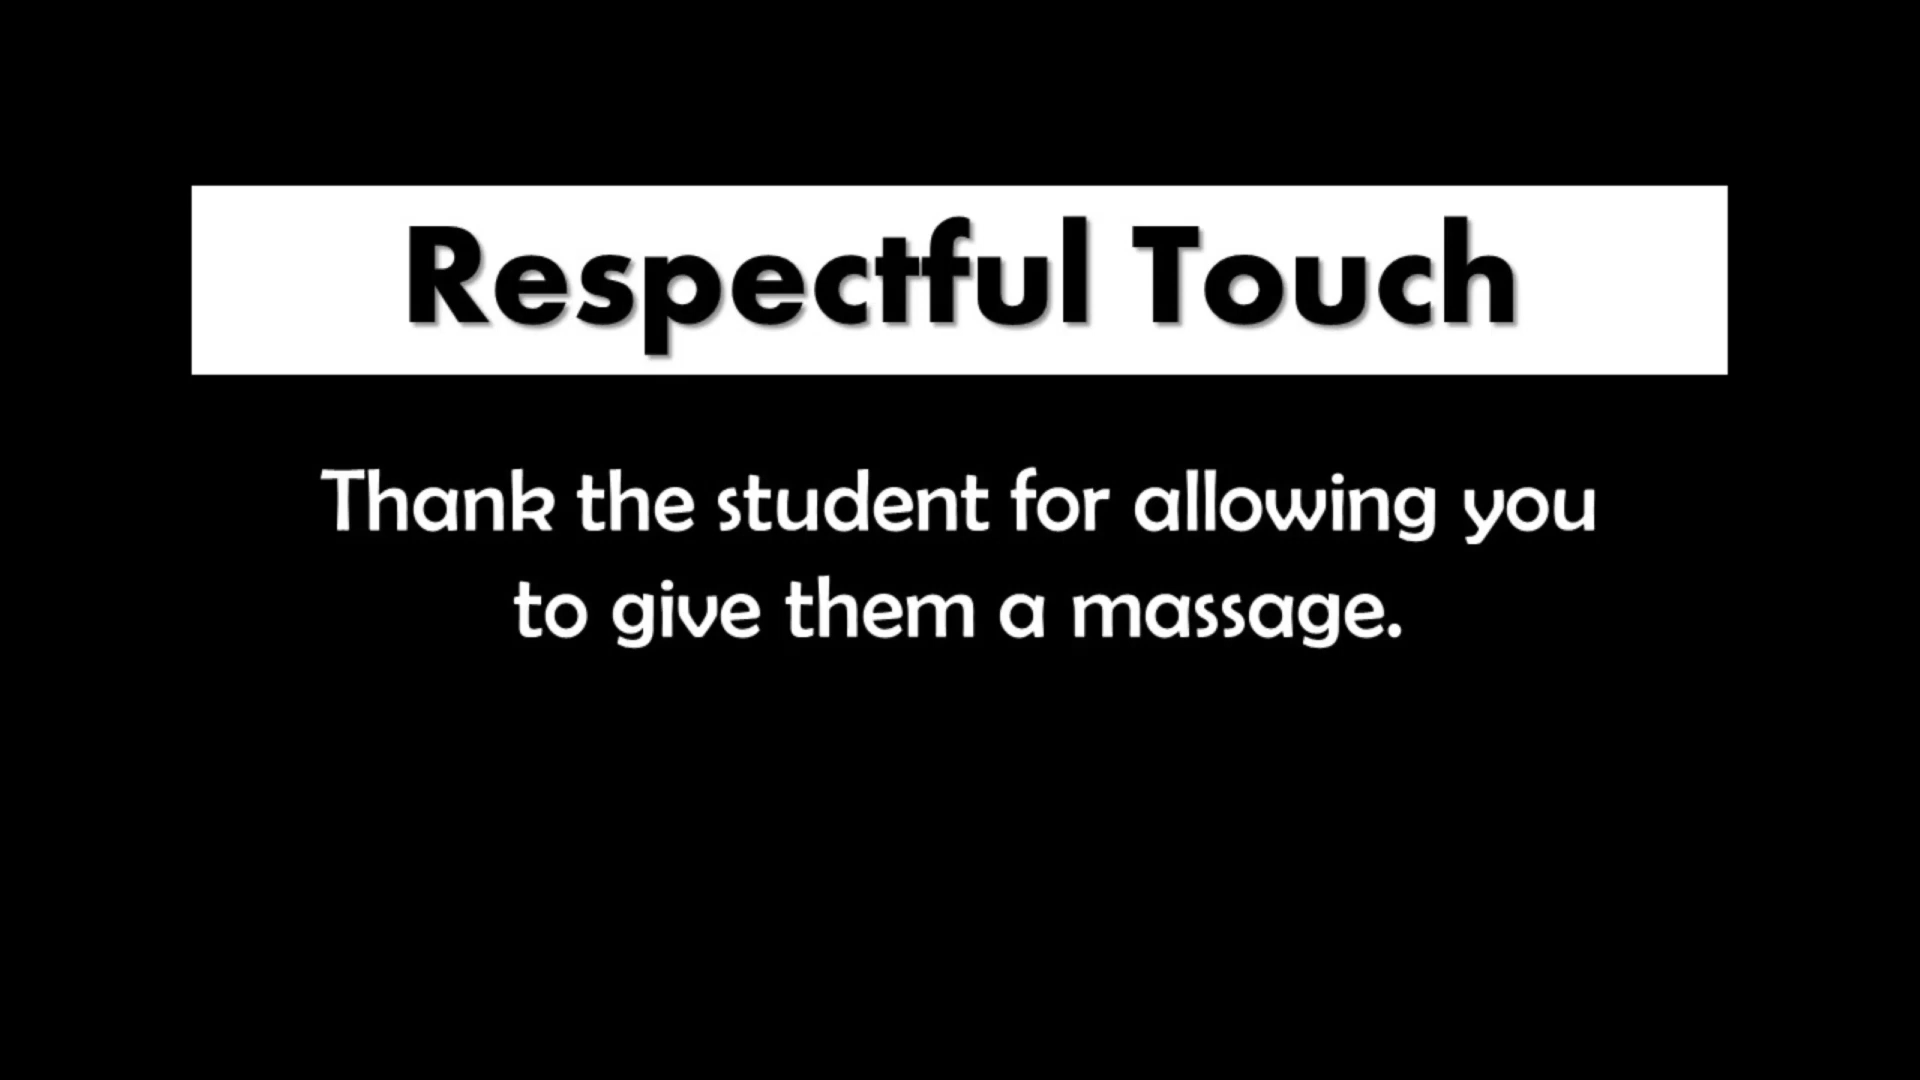 Respectful Touch
Thank the student for allowing you
to give them a massage.